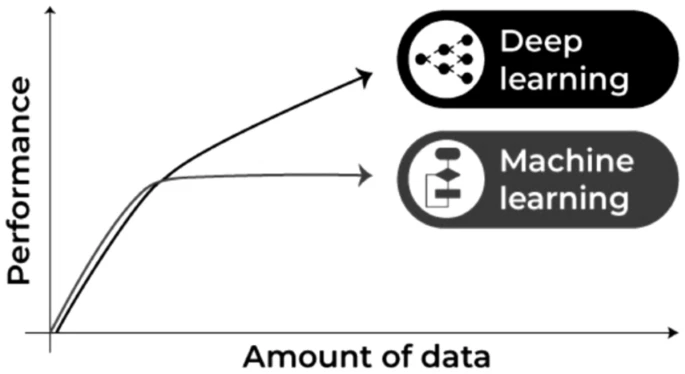 Deep
learning
Machine
learning
Performance
Amount of data